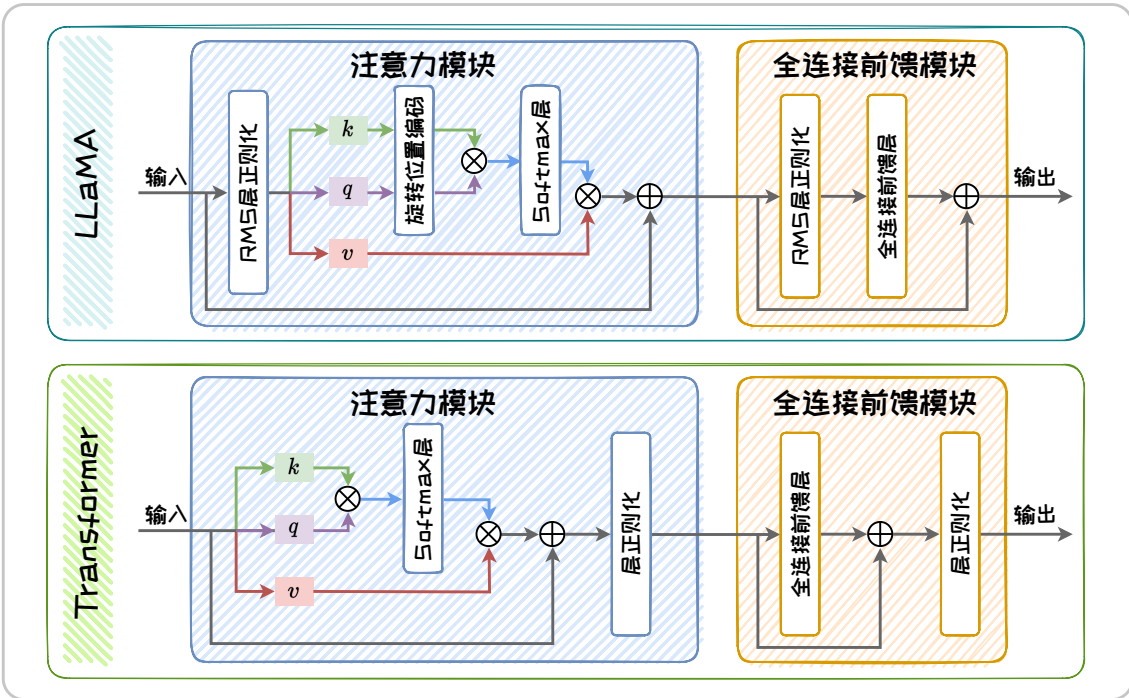 LLaMA
注意力模块
全连接前馈模块
输入
RMS层正则化
k
q
v
旋转位置编码
Softmax层
RMS层正则化
全连接前馈层
输出
Transformer
注意力模块
全连接前馈模块
输入
k
q
v
Softmax层
层正则化
全连接前馈层
层正则化
输出